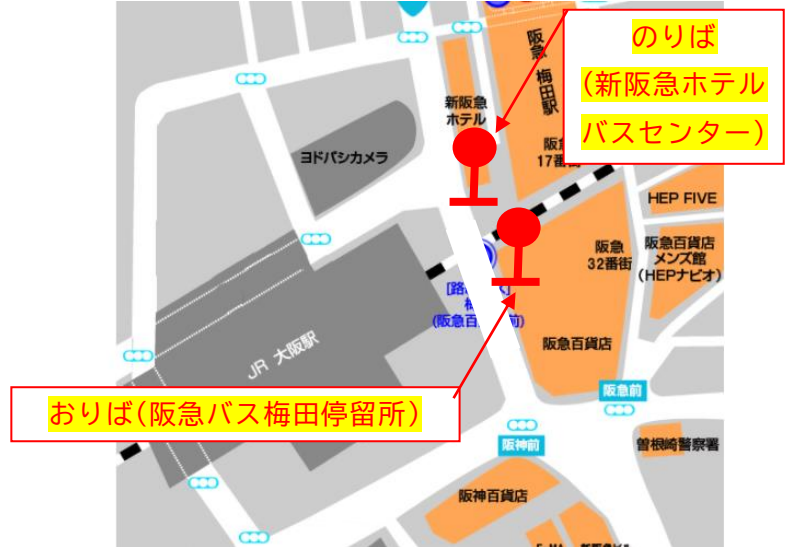 のりば
(新阪急ホテル
バスセンター)
阪急
梅田駅
新阪急
ホテル
17番街
ヨドバシカメラ
HEP FIVE
阪急
32番街
阪急百貨店
メンズ館
(HEPナビオ)
阪急百貨店
JR 大阪駅
おりば(阪急バス梅田停留所)
阪急前
阪神前
曽根崎警察署
阪神百貨店